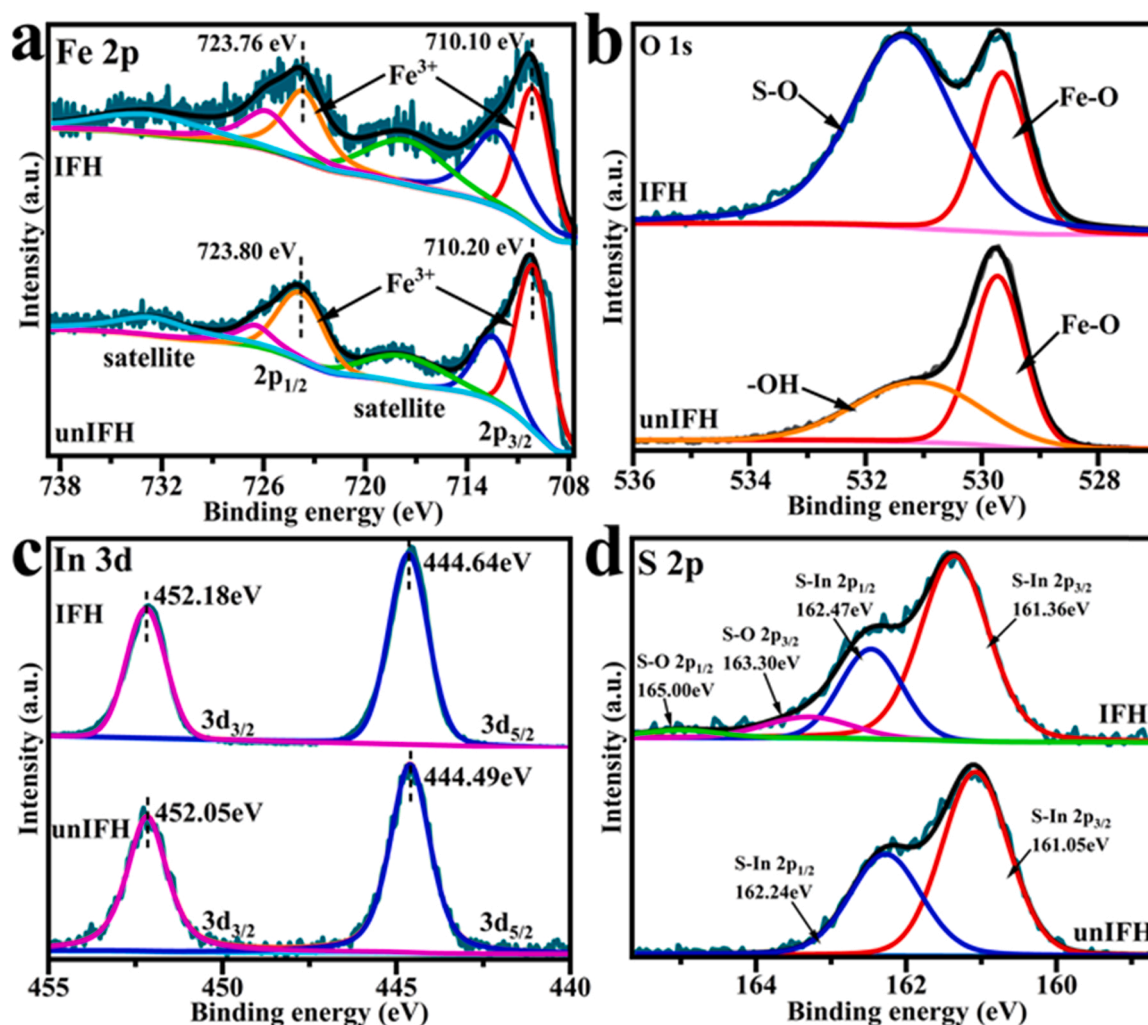 a
Fe 2p
723.76 eV
710.10 eV
Fe³⁺
IFH
723.80 eV
710.20 eV
Fe³⁺
satellite
2p₁/₂
satellite
2p₃/₂
unIFH
Intensity (a.u.)
738 732 726 720 714 708
Binding energy (eV)
b
O 1s
S-O
Fe-O
IFH
Fe-O
-OH
unIFH
Intensity (a.u.)
536 534 532 530 528
Binding energy (eV)
c
In 3d
444.64eV
452.18eV
IFH
3d₃/₂
3d₅/₂
444.49eV
452.05eV
unIFH
3d₃/₂
3d₅/₂
Intensity (a.u.)
455 450 445 440
Binding energy (eV)
d
S 2p
S-In 2p₁/₂
162.47eV
S-In 2p₃/₂
161.36eV
S-O 2p₃/₂
163.30eV
S-O 2p₁/₂
165.00eV
IFH
S-In 2p₃/₂
161.05eV
S-In 2p₁/₂
162.24eV
unIFH
Intensity (a.u.)
164 162 160
Binding energy (eV)